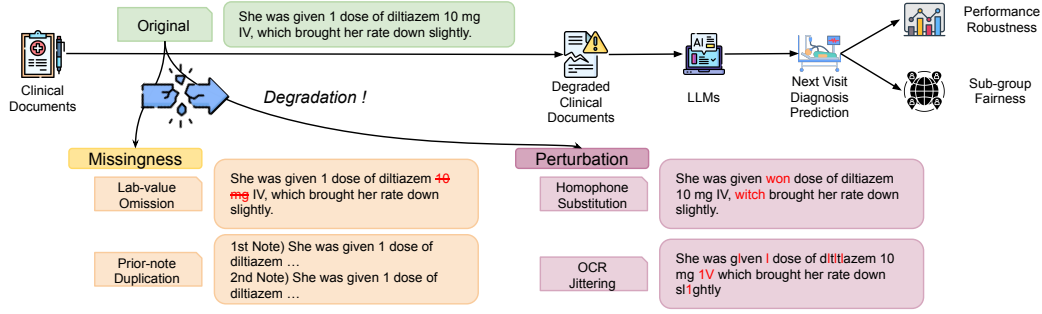 Original
She was given 1 dose of diltiazem 10 mg
IV, which brought her rate down slightly.
Performance
Robustness
AI
Clinical
Documents
Degradation !
Degraded
Clinical
Documents
LLMs
Next Visit
Diagnosis
Prediction
Sub-group
Fairness
Missingness
Lab-value
Omission
She was given 1 dose of diltiazem 10
mg IV, which brought her rate down
slightly.
Prior-note
Duplication
1st Note) She was given 1 dose of
diltiazem …
2nd Note) She was given 1 dose of
diltiazem …
Perturbation
Homophone
Substitution
She was given won dose of diltiazem
10 mg IV, witch brought her rate down
slightly.
OCR
Jittering
She was gIven I dose of dItItIazem 10
mg 1V which brought her rate down
sl1ghtly